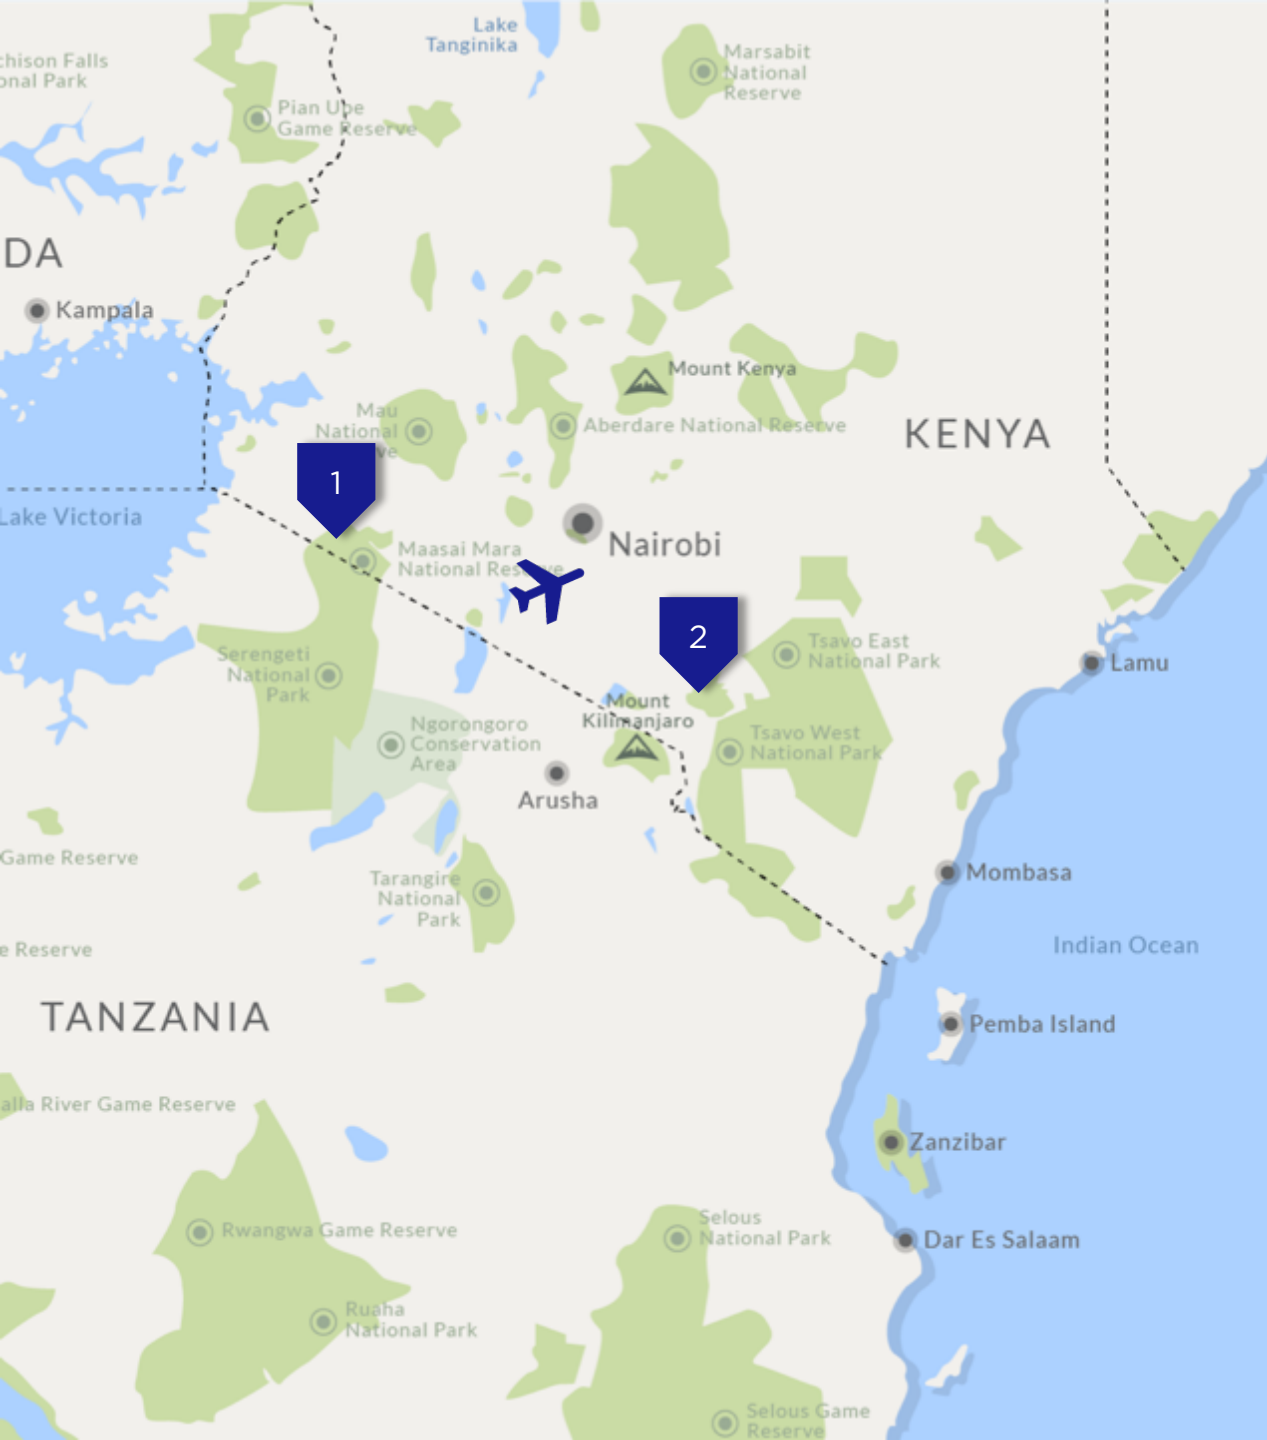 Lake
Tanginika
Marsabit
National
Reserve
chison Falls
onal Park
Pian Upe
Game Reserve
DA
Kampala
Mount Kenya
Mau
National
ve
Aberdare National Reserve
KENYA
1
Lake Victoria
Nairobi
Maasai Mara
National Reserve
2
Tsavo East
National Park
Lamu
Serengeti
National
Park
Mount
Kilimanjaro
Ngorongoro
Conservation
Area
Tsavo West
National Park
Arusha
Game Reserve
Mombasa
Tarangire
National
Park
Indian Ocean
e Reserve
TANZANIA
Pemba Island
alla River Game Reserve
Zanzibar
Rwangwa Game Reserve
Selous
National Park
Dar Es Salaam
Ruaha
National Park
Selous Game
Reserve